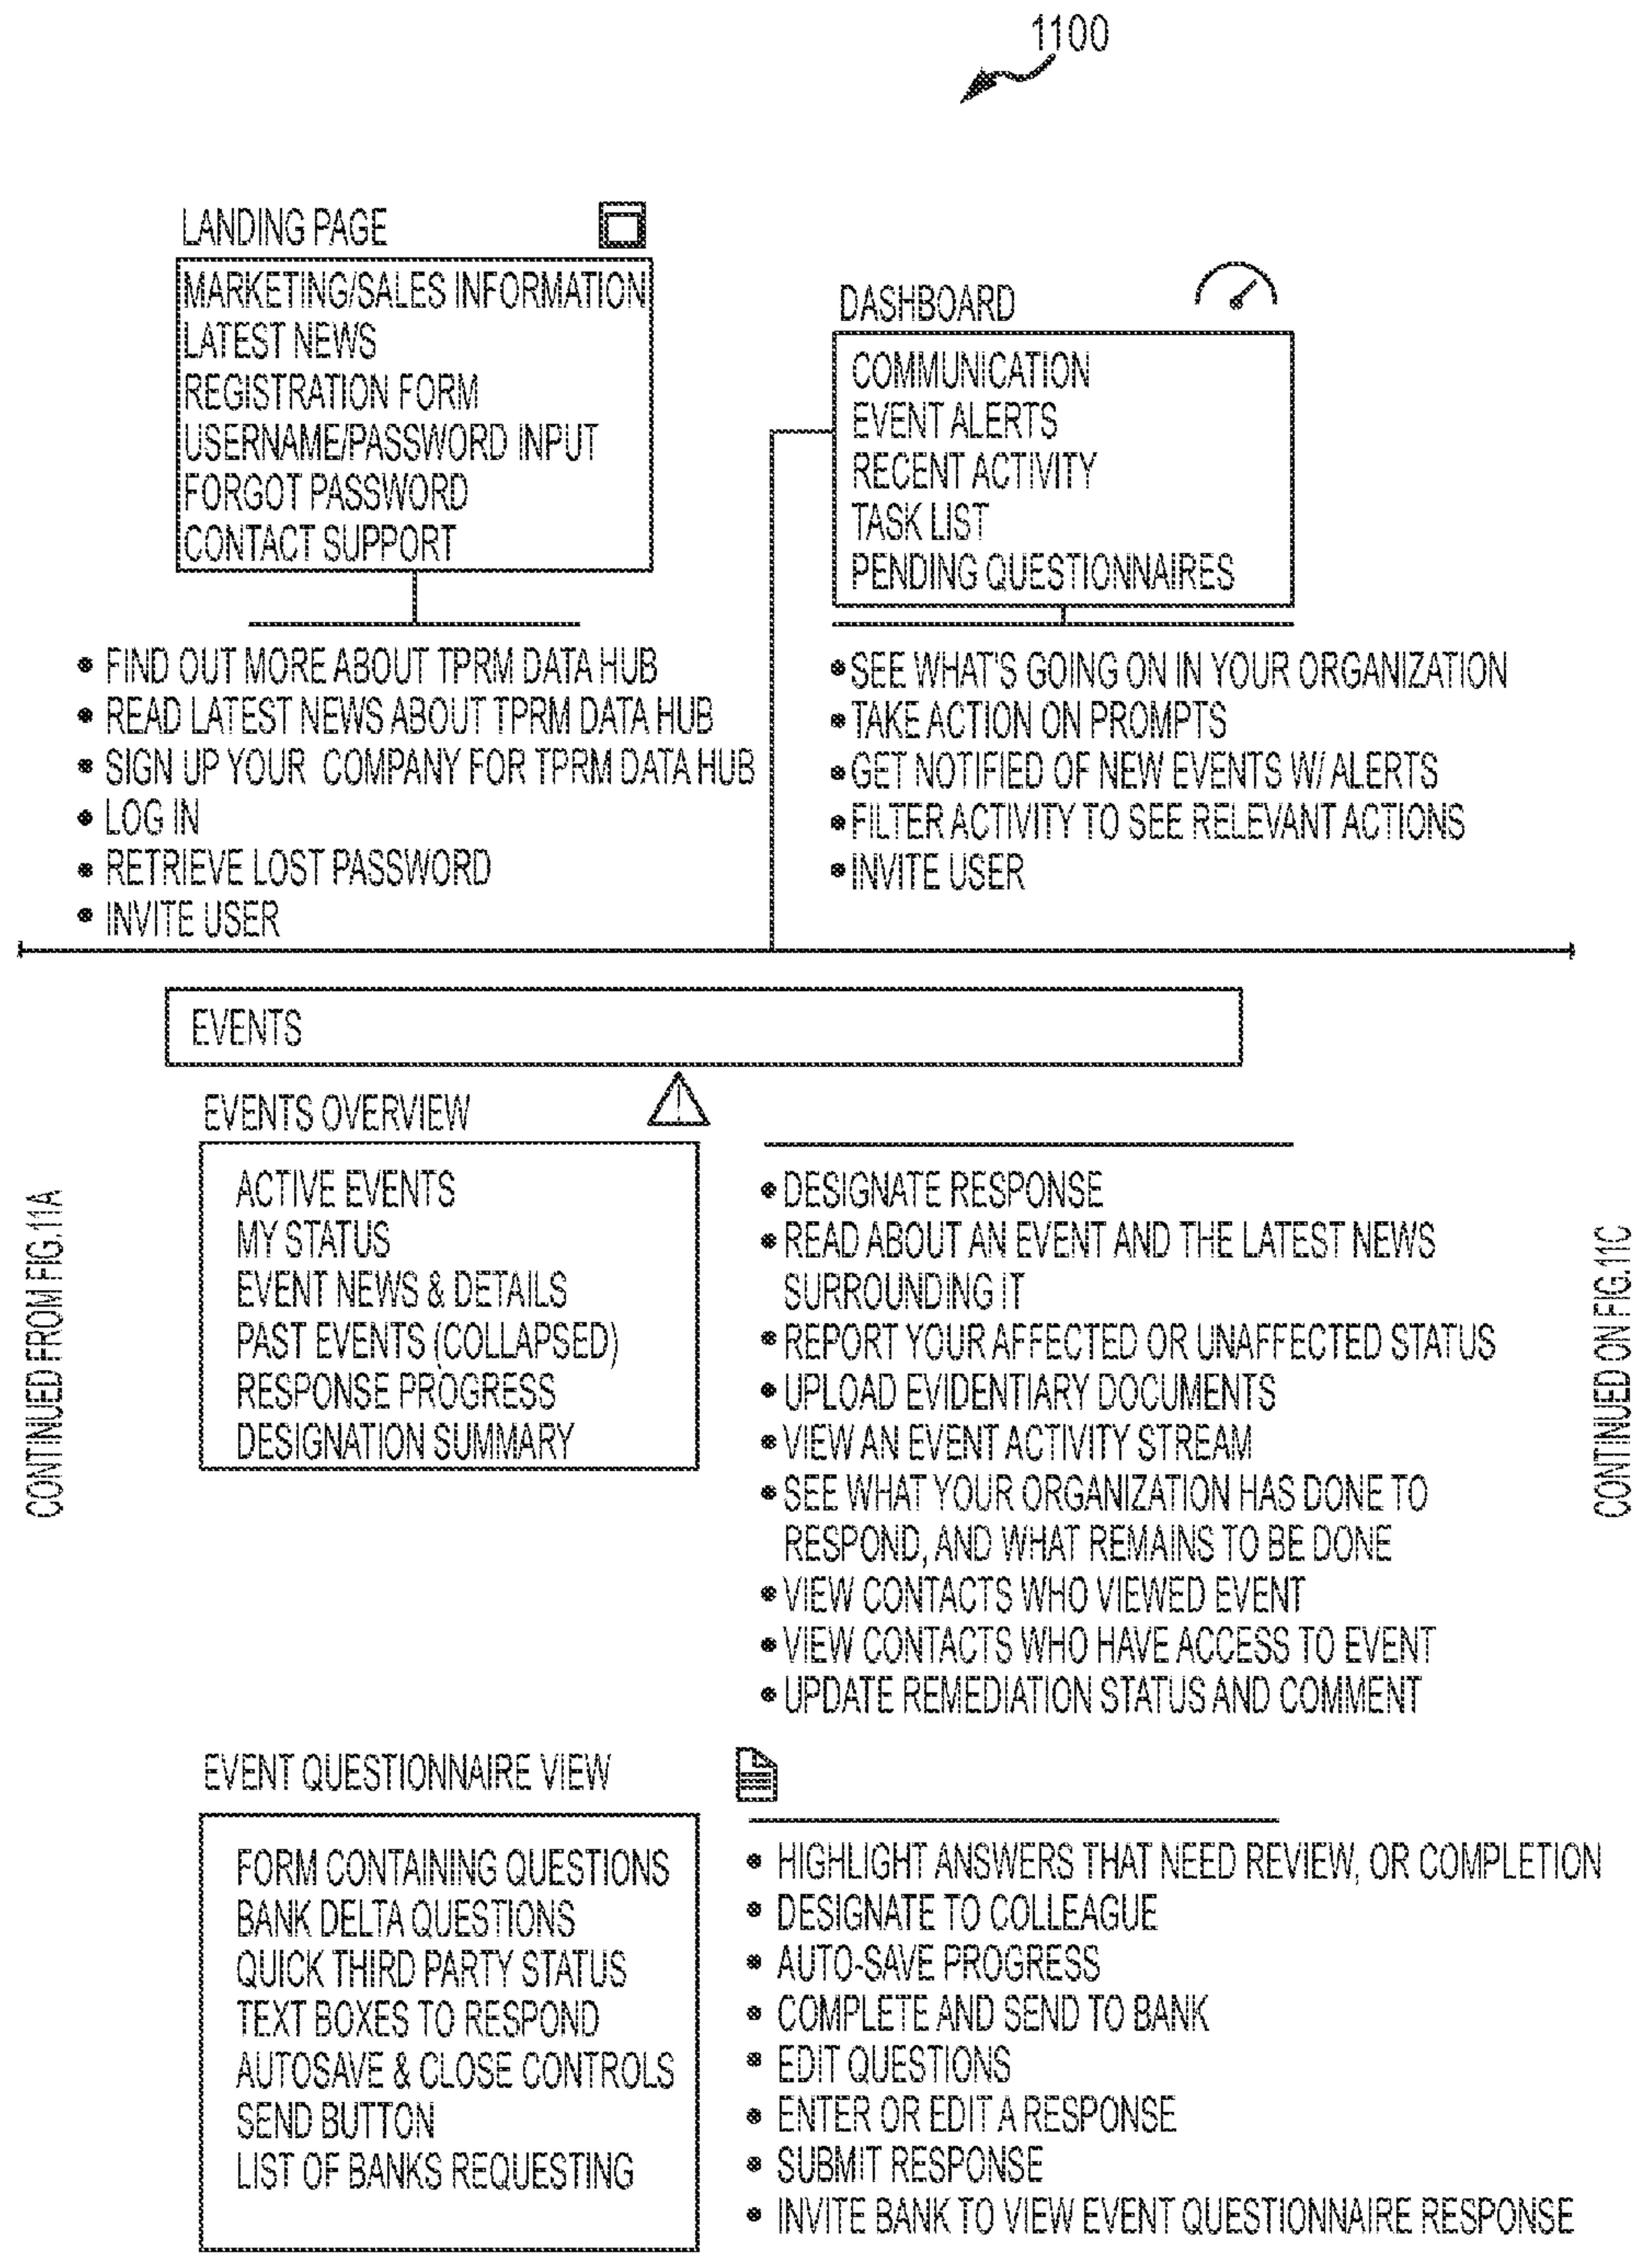 1100
LANDING PAGE
MARKETING/SALES INFORMATION
LATEST NEWS
REGISTRATION FORM
USERNAME/PASSWORD INPUT
FORGOT PASSWORD
CONTACT SUPPORT
• FIND OUT MORE ABOUT TPRM DATA HUB
• READ LATEST NEWS ABOUT TPRM DATA HUB
• SIGN UP YOUR COMPANY FOR TPRM DATA HUB
• LOG IN
• RETRIEVE LOST PASSWORD
• INVITE USER
DASHBOARD
COMMUNICATION
EVENT ALERTS
RECENT ACTIVITY
TASK LIST
PENDING QUESTIONNAIRES
• SEE WHAT'S GOING ON IN YOUR ORGANIZATION
• TAKE ACTION ON PROMPTS
• GET NOTIFIED OF NEW EVENTS W/ ALERTS
• FILTER ACTIVITY TO SEE RELEVANT ACTIONS
• INVITE USER
CONTINUED FROM FIG.11A
EVENTS
EVENTS OVERVIEW
ACTIVE EVENTS
MY STATUS
EVENT NEWS & DETAILS
PAST EVENTS (COLLAPSED)
RESPONSE PROGRESS
DESIGNATION SUMMARY
• DESIGNATE RESPONSE
• READ ABOUT AN EVENT AND THE LATEST NEWS
SURROUNDING IT
• REPORT YOUR AFFECTED OR UNAFFECTED STATUS
• UPLOAD EVIDENTIARY DOCUMENTS
• VIEW AN EVENT ACTIVITY STREAM
• SEE WHAT YOUR ORGANIZATION HAS DONE TO
RESPOND, AND WHAT REMAINS TO BE DONE
• VIEW CONTACTS WHO VIEWED EVENT
• VIEW CONTACTS WHO HAVE ACCESS TO EVENT
• UPDATE REMEDIATION STATUS AND COMMENT
EVENT QUESTIONNAIRE VIEW
FORM CONTAINING QUESTIONS
BANK DELTA QUESTIONS
QUICK THIRD PARTY STATUS
TEXT BOXES TO RESPOND
AUTOSAVE & CLOSE CONTROLS
SEND BUTTON
LIST OF BANKS REQUESTING
• HIGHLIGHT ANSWERS THAT NEED REVIEW, OR COMPLETION
• DESIGNATE TO COLLEAGUE
• AUTO-SAVE PROGRESS
• COMPLETE AND SEND TO BANK
• EDIT QUESTIONS
• ENTER OR EDIT A RESPONSE
• SUBMIT RESPONSE
• INVITE BANK TO VIEW EVENT QUESTIONNAIRE RESPONSE
CONTINUED ON FIG.11C